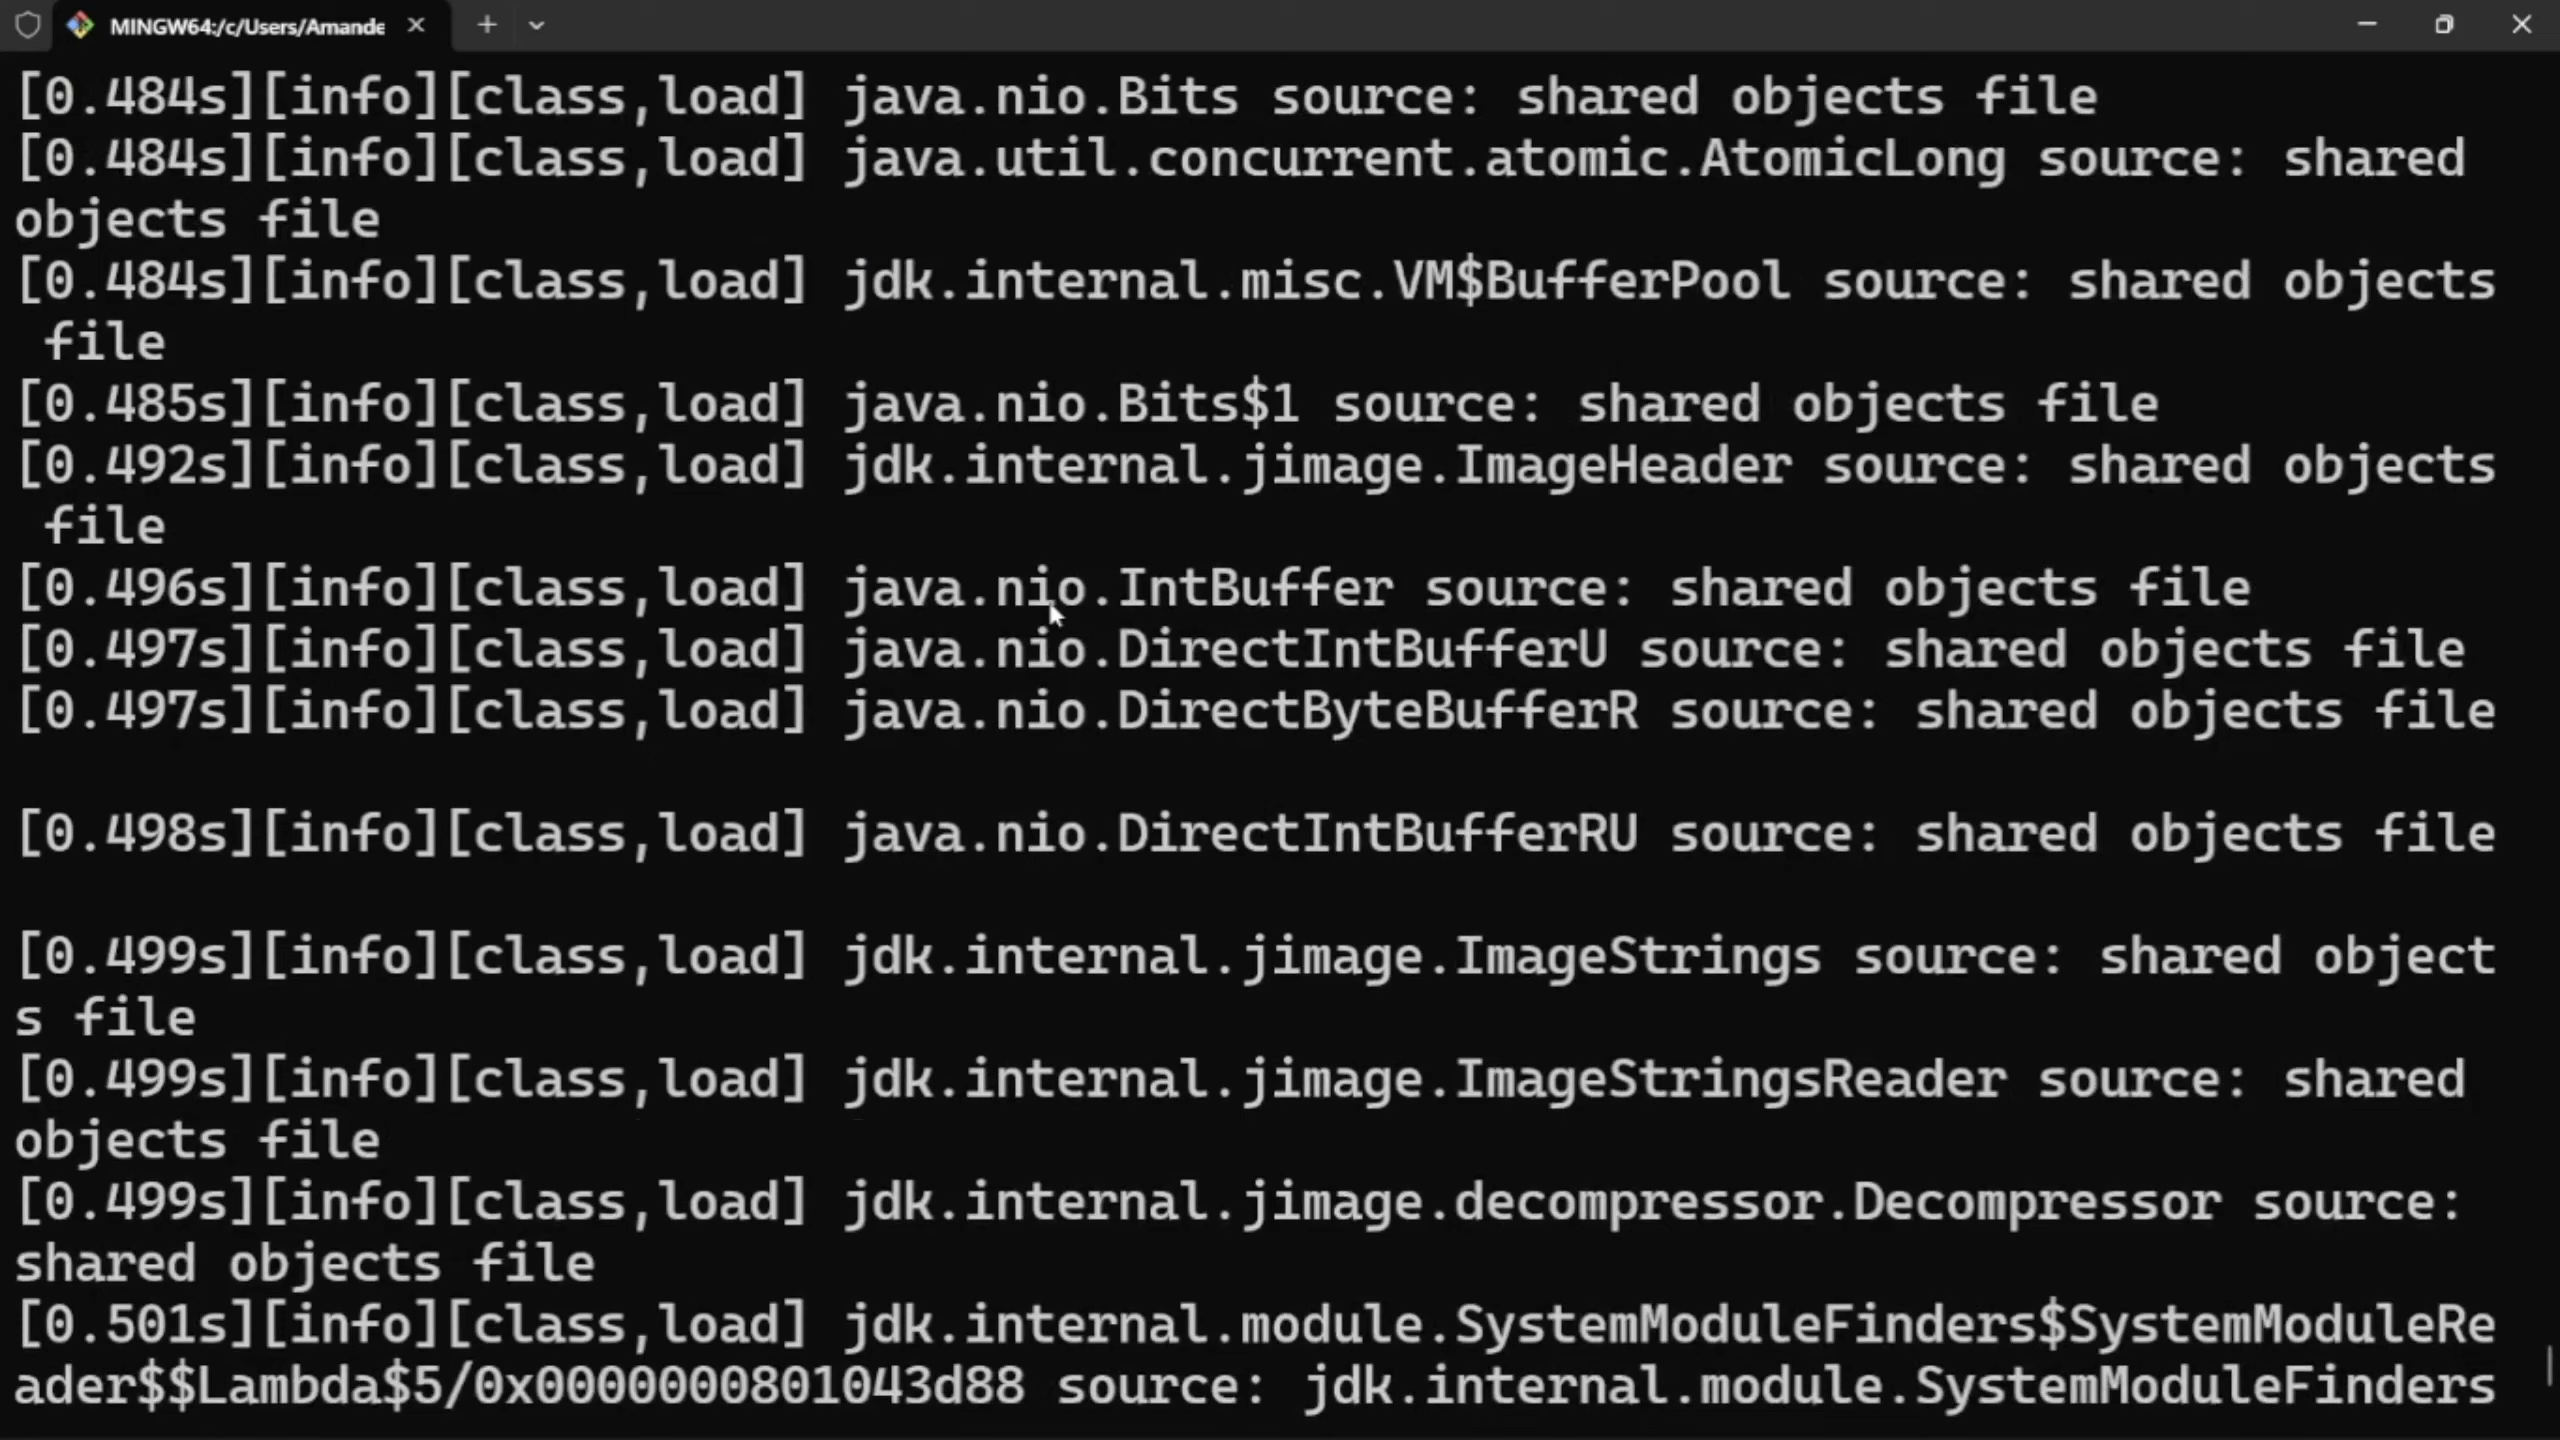 MINGW64:/c/Users/Amande
[0.484s][info][class,load] java.nio.Bits source: shared objects file
[0.484s][info][class,load] java.util.concurrent.atomic.AtomicLong source: shared
objects file
[0.484s][info][class,load] jdk.internal.misc.VM$BufferPool source: shared objects
 file
[0.485s][info][class,load] java.nio.Bits$1 source: shared objects file
[0.492s][info][class,load] jdk.internal.jimage.ImageHeader source: shared objects
 file
[0.496s][info][class,load] java.nio.IntBuffer source: shared objects file
[0.497s][info][class,load] java.nio.DirectIntBufferU source: shared objects file
[0.497s][info][class,load] java.nio.DirectByteBufferR source: shared objects file
[0.498s][info][class,load] java.nio.DirectIntBufferRU source: shared objects file
[0.499s][info][class,load] jdk.internal.jimage.ImageStrings source: shared object
s file
[0.499s][info][class,load] jdk.internal.jimage.ImageStringsReader source: shared
objects file
[0.499s][info][class,load] jdk.internal.jimage.decompressor.Decompressor source:
shared objects file
[0.501s][info][class,load] jdk.internal.module.SystemModuleFinders$SystemModuleRe
ader$$Lambda$5/0x0000000801043d88 source: jdk.internal.module.SystemModuleFinders